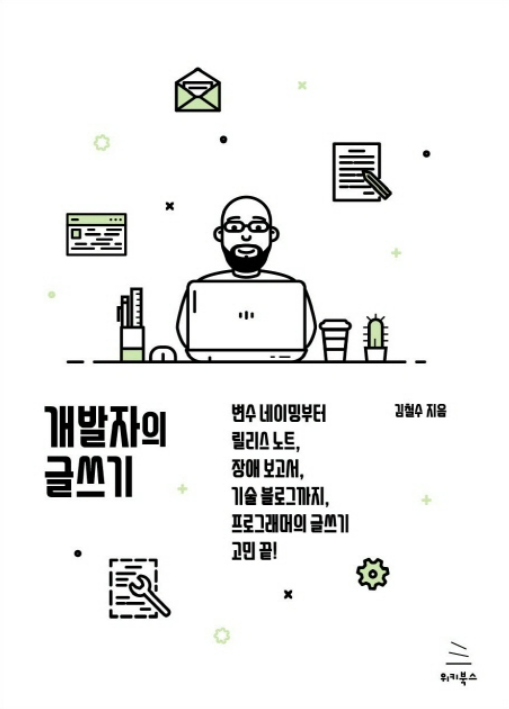 개발자의
글쓰기
변수 네이밍부터
릴리스 노트,
장애 보고서,
기술 블로그까지,
프로그래머의 글쓰기
고민 끝!
김철수 지음
위키북스